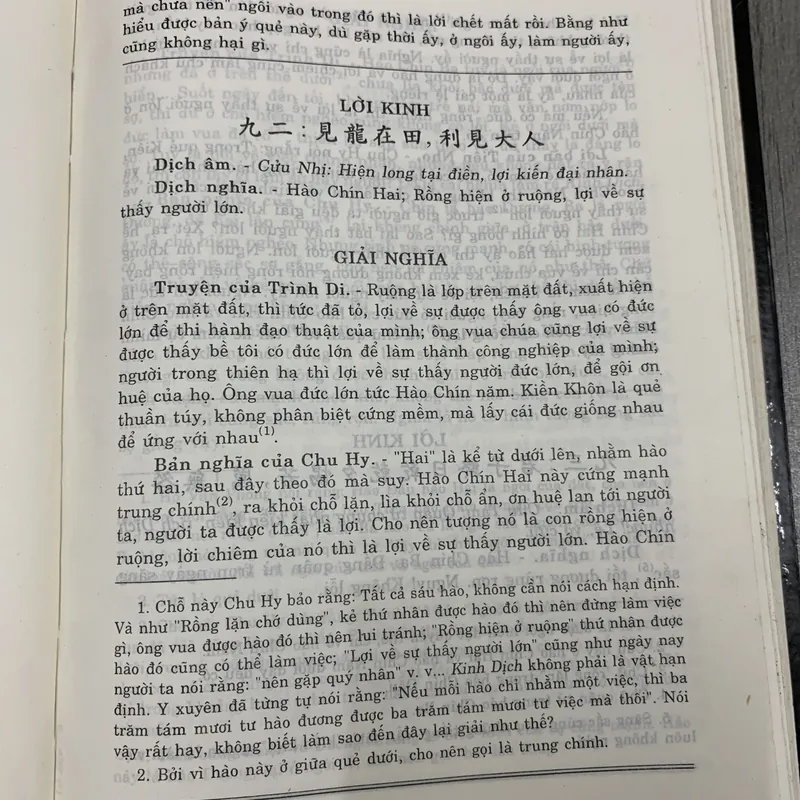 mà chưa nên" ngôi vào trong đó thì là lời chết mất rồi. Bằng như
hiểu được bản ý quẻ này, dù gặp thời ấy, ở ngôi ấy, làm người ấy,
cũng không hại gì.
LỜI KINH
九二：見龍在田，利見大人
Dịch âm. - Cửu Nhị: Hiện long tại điền, lợi kiến đại nhân.
Dịch nghĩa. - Hào Chín Hai; Rồng hiện ở ruộng, lợi về sự
thấy người lớn.
GIẢI NGHĨA
Truyện của Trình Di. - Ruộng là lớp trên mặt đất, xuất hiện
ở trên mặt đất, thì tức đã tỏ, lợi về sự được thấy ông vua có đức
lớn để thi hành đạo thuật của mình; ông vua chúa cũng lợi về sự
được thấy bề tôi có đức lớn để làm thành công nghiệp của mình;
người trong thiên hạ thì lợi về sự thấy người đức lớn, để gội ơn
huệ của họ. Ông vua đức lớn tức Hào Chín năm. Kiền Khôn là quẻ
thuần túy, không phân biệt cứng mềm, mà lấy cái đức giống nhau
để ứng với nhau(1).
Bản nghĩa của Chu Hy. - "Hai" là kể từ dưới lên, nhằm hào
thứ hai, sau đây theo đó mà suy. Hào Chín Hai này cứng mạnh
trung chính(2), ra khỏi chỗ lặn, lìa khỏi chỗ ẩn, ơn huệ lan tới người
ta, người ta được thấy là lợi. Cho nên tượng nó là con rồng hiện ở
ruộng, lời chiêm của nó thì là lợi về sự thấy người lớn. Hào Chín
1. Chỗ này Chu Hy bảo rằng: Tất cả sáu hào, không cần nói cách hạn định.
Và như "Rồng lặn chớ dùng", kẻ thứ nhân được hào đó thì nên đừng làm việc
gì, ông vua được hào đó thì nên lui tránh; "Rồng hiện ở ruộng" thứ nhân được
hào đó cũng có thể làm việc; "Lợi về sự thấy người lớn" cũng như ngày nay
người ta nói rằng: "nên gặp quý nhân" v. v... Kinh Dịch không phải là vật hạn
định. Y xuyên đã từng tự nói rằng: "Nếu mỗi hào chỉ nhằm một việc, thì ba
trăm tám mươi tư hào đương được ba trăm tám mươi tư việc mà thôi". Nói
vậy rất hay, không biết làm sao đến đây lại giải như thế?
2. Bởi vì hào này ở giữa quẻ dưới, cho nên gọi là trung chính.